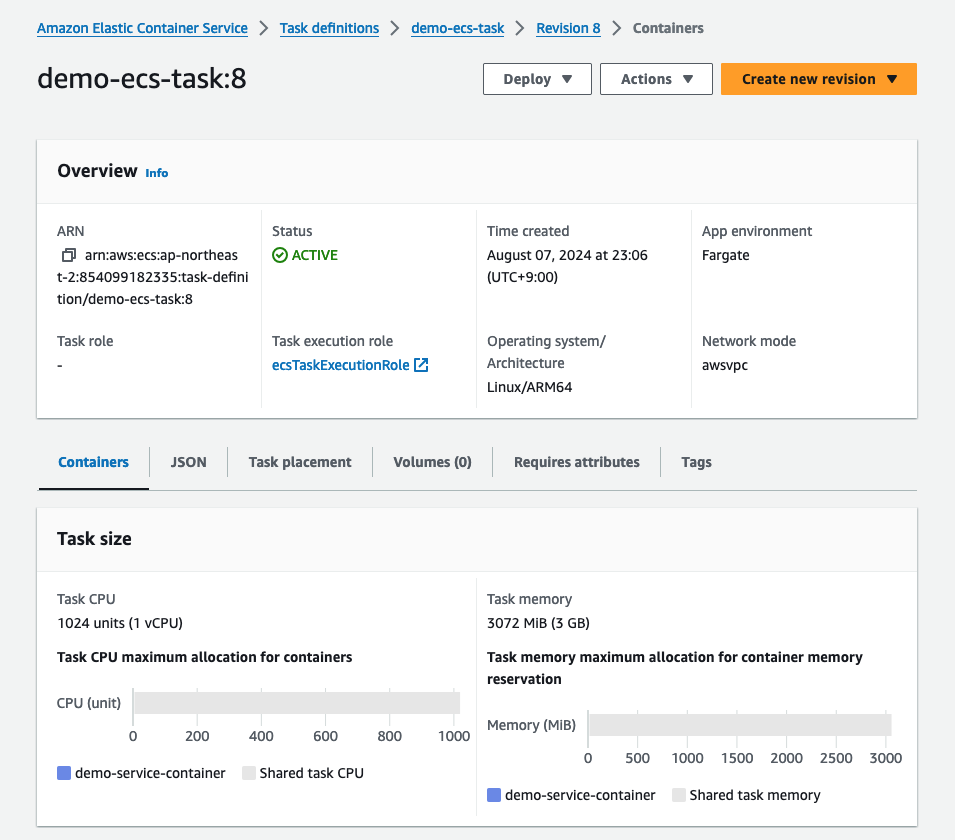 Amazon Elastic Container Service > Task definitions > demo-ecs-task > Revision 8 > Containers
demo-ecs-task:8
Deploy ▼
Actions ▼
Create new revision ▼
Overview Info
ARN
arn:aws:ecs:ap-northeas
t-2:854099182335:task-defini
tion/demo-ecs-task:8
Status
ACTIVE
Time created
August 07, 2024 at 23:06
(UTC+9:00)
App environment
Fargate
Task role
-
Task execution role
ecsTaskExecutionRole
Operating system/
Architecture
Linux/ARM64
Network mode
awsvpc
Containers
JSON
Task placement
Volumes (0)
Requires attributes
Tags
Task size
Task CPU
1024 units (1 vCPU)
Task CPU maximum allocation for containers
CPU (unit)
0 200 400 600 800 1000
demo-service-container Shared task CPU
Task memory
3072 MiB (3 GB)
Task memory maximum allocation for container memory
reservation
Memory (MiB)
0 500 1000 1500 2000 2500 3000
demo-service-container Shared task memory